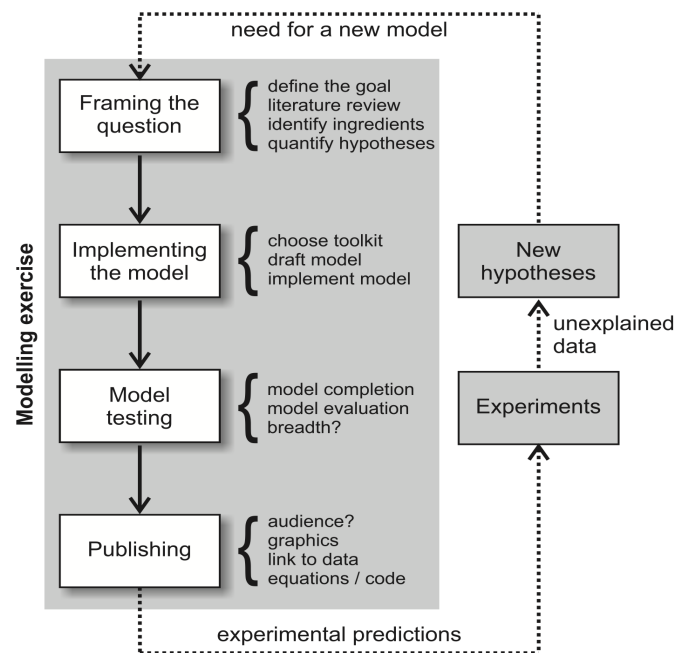 need for a new model
Framing the
question
define the goal
literature review
identify ingredients
quantify hypotheses
Modelling exercise
Implementing
the model
choose toolkit
draft model
implement model
New
hypotheses
unexplained
data
Model
testing
model completion
model evaluation
breadth?
Experiments
Publishing
audience?
graphics
link to data
equations / code
experimental predictions